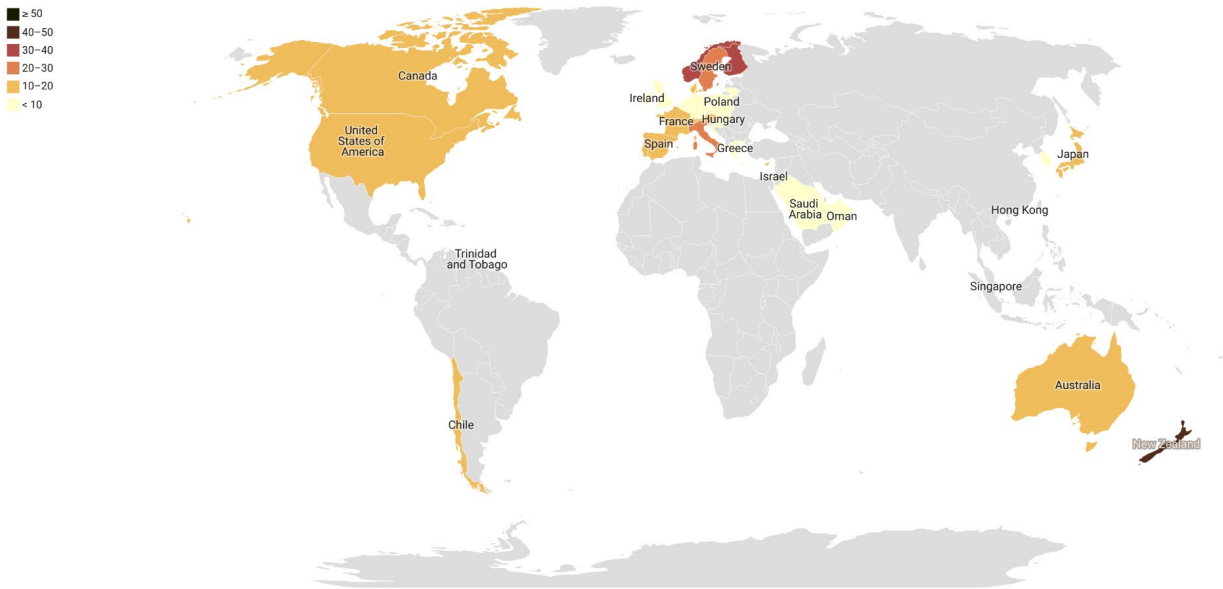 ≥ 50
40–50
30–40
20–30
10–20
< 10
Canada
United
States of
America
Trinidad
and Tobago
Chile
Sweden
Ireland
Poland
France
Hungary
Spain
Greece
Israel
Saudi
Arabia
Oman
Japan
Hong Kong
Singapore
Australia
New Zealand